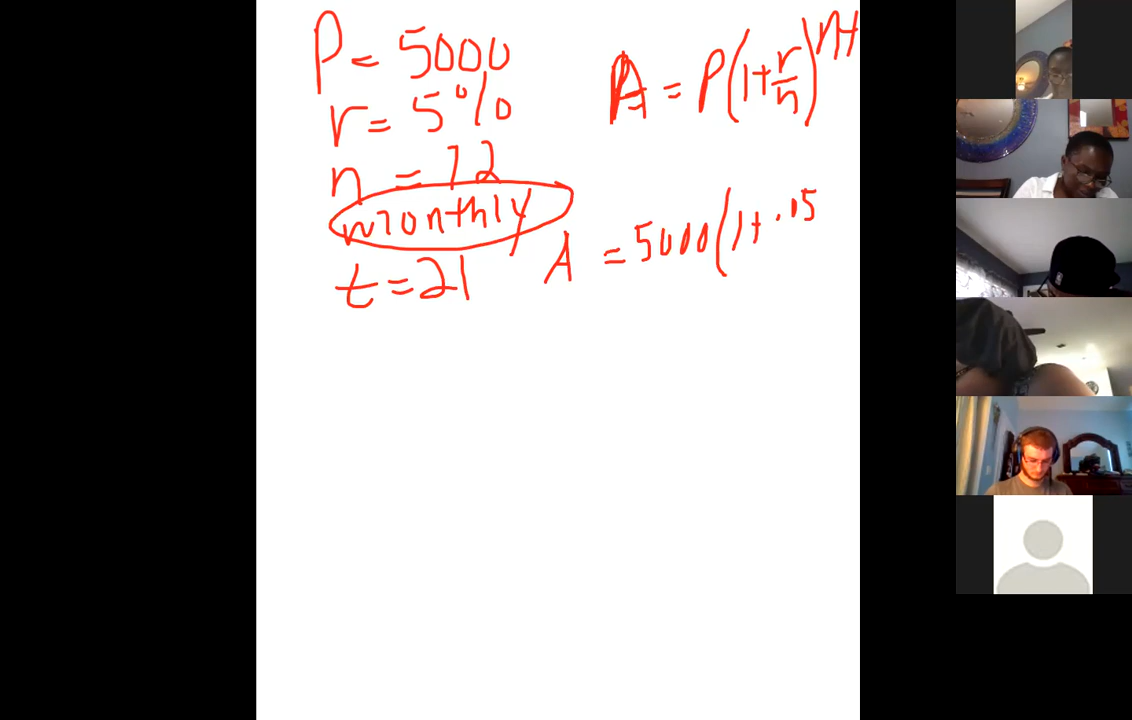 P = 5000
r = 5%
n = 12
monthly
t = 21
A = P(1+r/n)^nt
A = 5000(1+.05